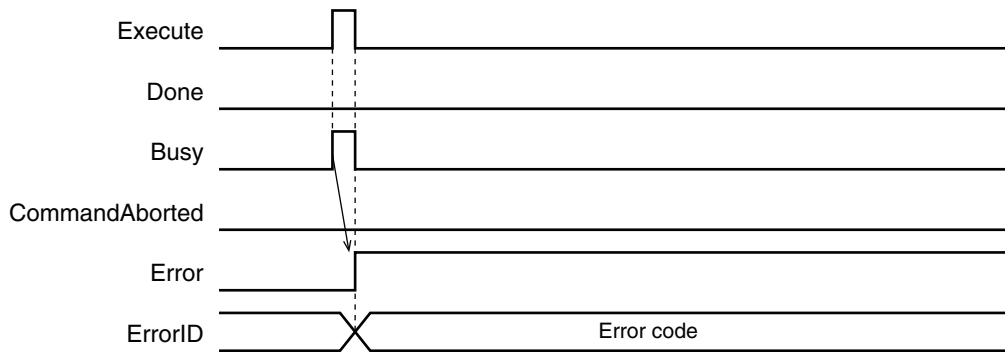 Execute
Done
Busy
CommandAborted
Error
ErrorID
Error code